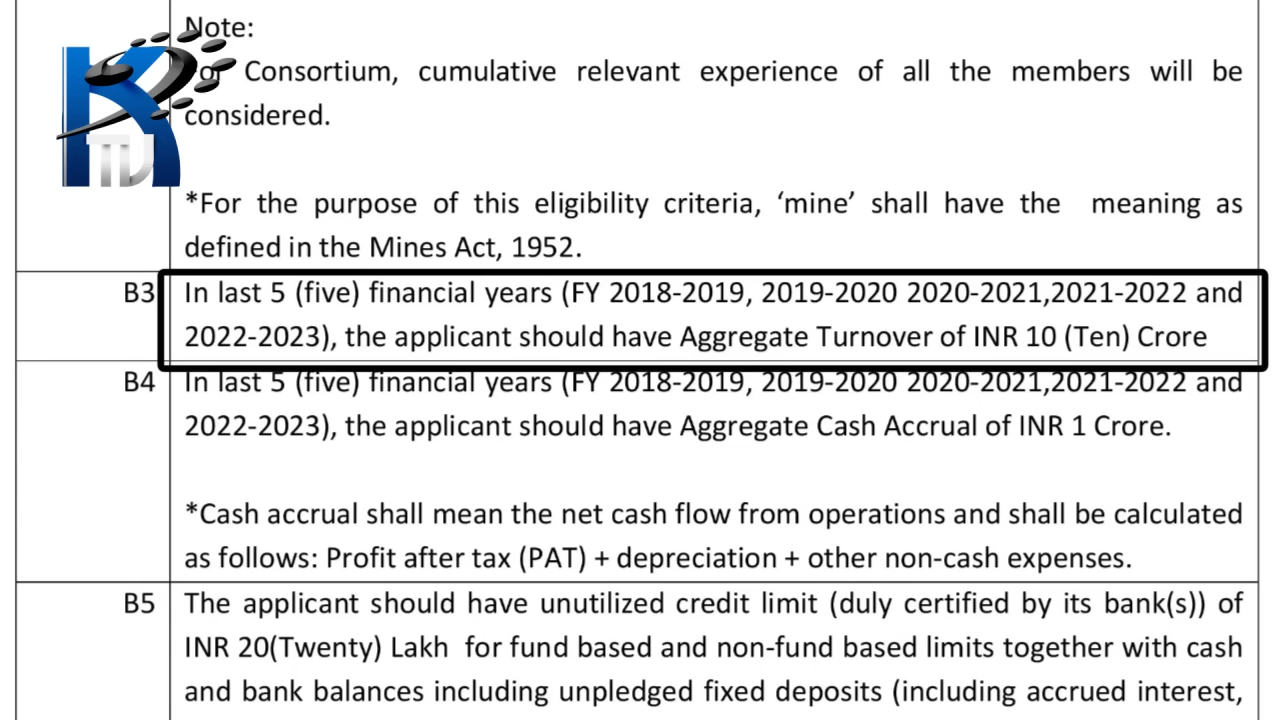 Note:
For Consortium, cumulative relevant experience of all the members will be
considered.
*For the purpose of this eligibility criteria, ‘mine’ shall have the meaning as
defined in the Mines Act, 1952.
B3 In last 5 (five) financial years (FY 2018-2019, 2019-2020 2020-2021,2021-2022 and
2022-2023), the applicant should have Aggregate Turnover of INR 10 (Ten) Crore
B4 In last 5 (five) financial years (FY 2018-2019, 2019-2020 2020-2021,2021-2022 and
2022-2023), the applicant should have Aggregate Cash Accrual of INR 1 Crore.
*Cash accrual shall mean the net cash flow from operations and shall be calculated
as follows: Profit after tax (PAT) + depreciation + other non-cash expenses.
B5 The applicant should have unutilized credit limit (duly certified by its bank(s)) of
INR 20(Twenty) Lakh for fund based and non-fund based limits together with cash
and bank balances including unpledged fixed deposits (including accrued interest,